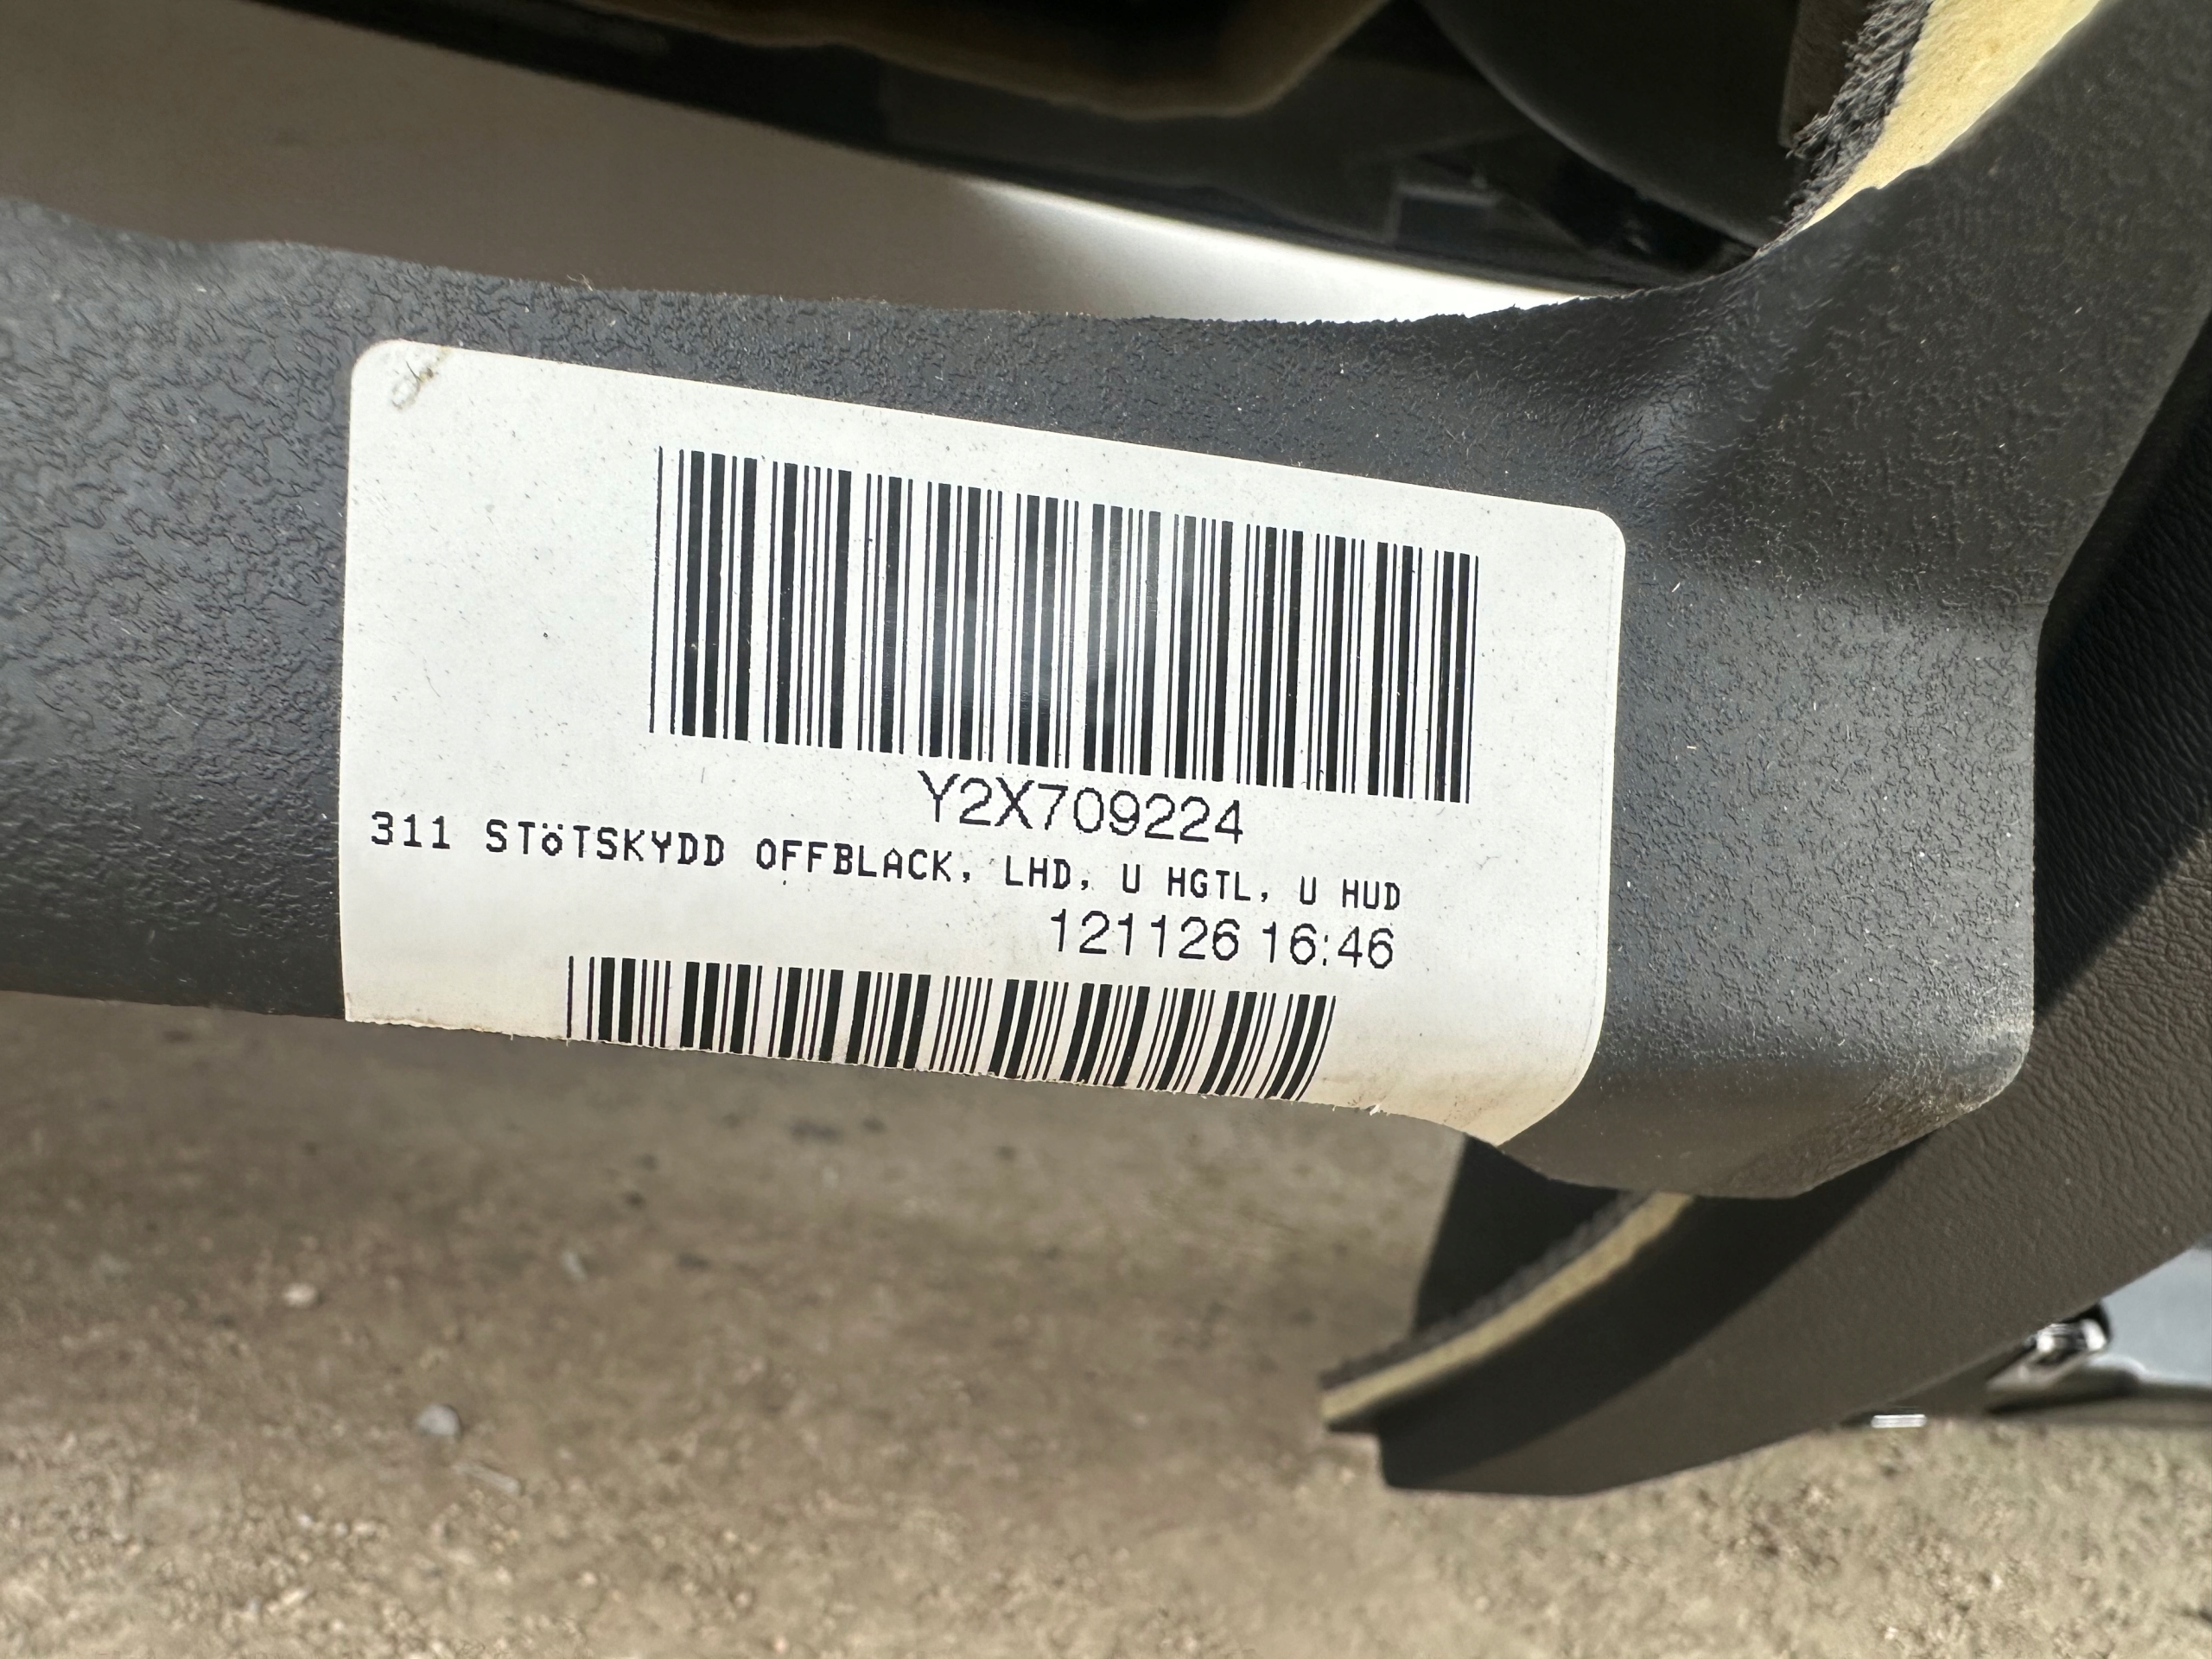 Y2X709224
311 STöTSKYDD OFFBLACK, LHD, U HGTL, U HUD
121126 16:46